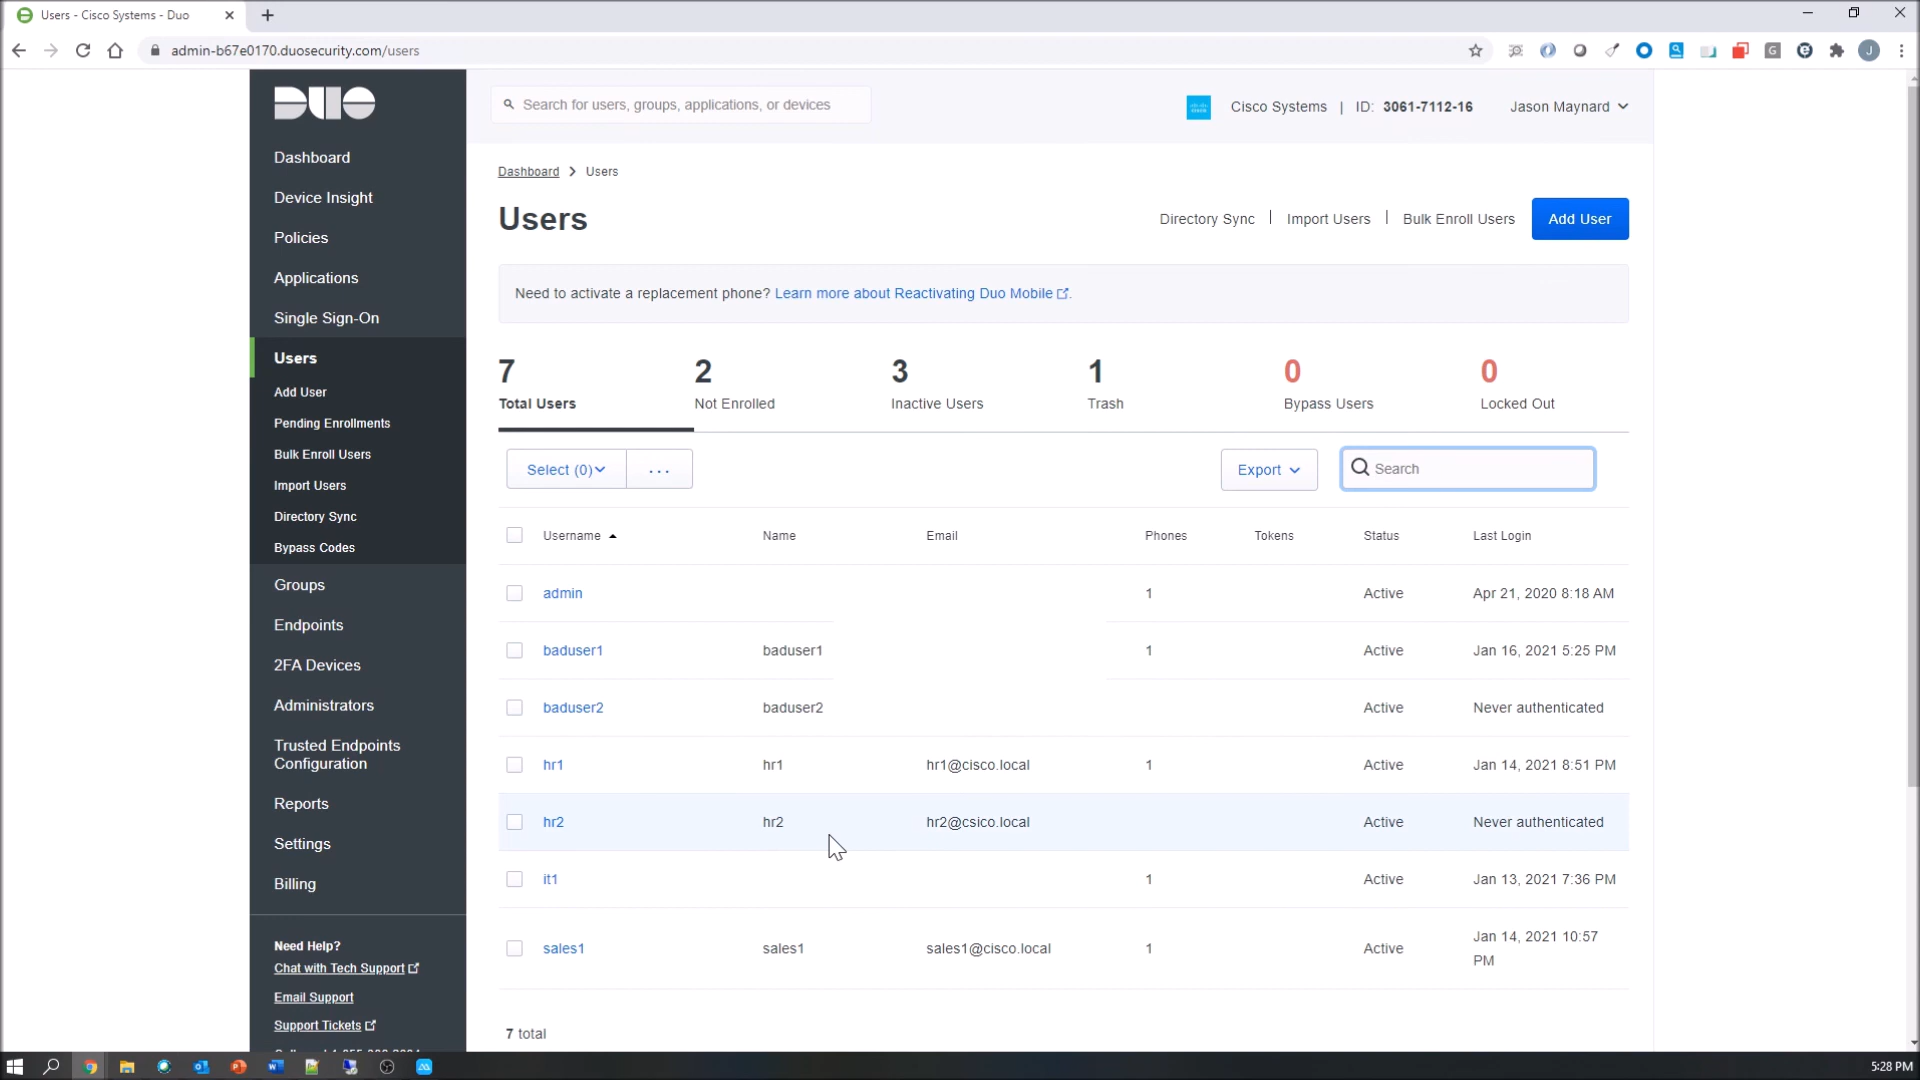 Users - Cisco Systems - Duo
admin-b67e0170.duosecurity.com/users
G
J
DUO
Search for users, groups, applications, or devices
Cisco Systems | ID: 3061-7112-16
Jason Maynard
Dashboard
Device Insight
Policies
Applications
Single Sign-On
Users
Add User
Pending Enrollments
Bulk Enroll Users
Import Users
Directory Sync
Bypass Codes
Groups
Endpoints
2FA Devices
Administrators
Trusted Endpoints
Configuration
Reports
Settings
Billing
Need Help?
Chat with Tech Support
Email Support
Support Tickets
Dashboard > Users
Users
Directory Sync | Import Users | Bulk Enroll Users
Add User
Need to activate a replacement phone? Learn more about Reactivating Duo Mobile.
7 2 3 1 0 0
Total Users Not Enrolled Inactive Users Trash Bypass Users Locked Out
Select (0) ... Export Search
Username Name Email Phones Tokens Status Last Login
admin 1 Active Apr 21, 2020 8:18 AM
baduser1 baduser1 1 Active Jan 16, 2021 5:25 PM
baduser2 baduser2 Active Never authenticated
hr1 hr1 hr1@cisco.local 1 Active Jan 14, 2021 8:51 PM
hr2 hr2 hr2@csico.local Active Never authenticated
it1 1 Active Jan 13, 2021 7:36 PM
sales1 sales1 sales1@cisco.local 1 Active Jan 14, 2021 10:57
PM
7 total
5:28 PM